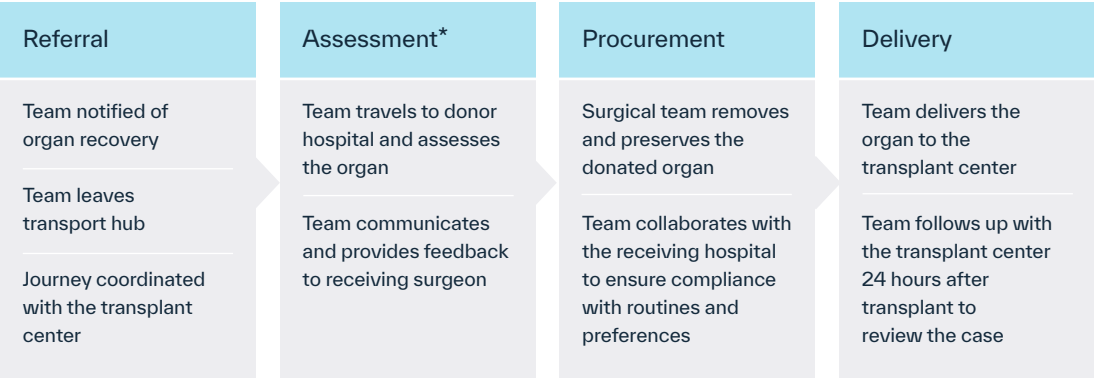 Referral
Team notified of
organ recovery
Team leaves
transport hub
Journey coordinated
with the transplant
center
Assessment*
Team travels to donor
hospital and assesses
the organ
Team communicates
and provides feedback
to receiving surgeon
Procurement
Surgical team removes
and preserves the
donated organ
Team collaborates with
the receiving hospital
to ensure compliance
with routines and
preferences
Delivery
Team delivers the
organ to the
transplant center
Team follows up with
the transplant center
24 hours after
transplant to
review the case